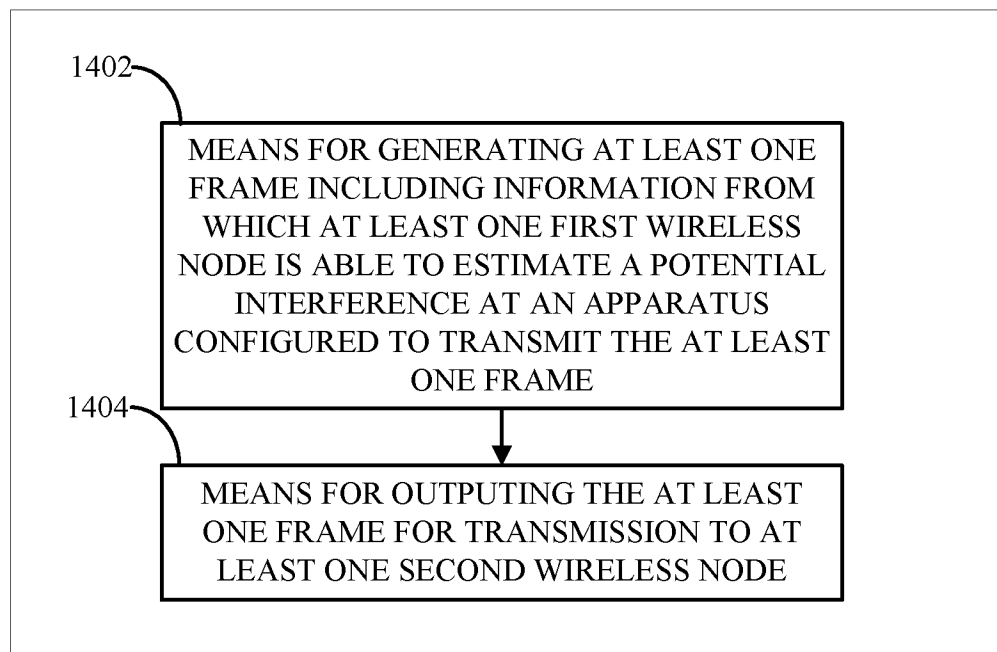 1402
MEANS FOR GENERATING AT LEAST ONE
FRAME INCLUDING INFORMATION FROM
WHICH AT LEAST ONE FIRST WIRELESS
NODE IS ABLE TO ESTIMATE A POTENTIAL
INTERFERENCE AT AN APPARATUS
CONFIGURED TO TRANSMIT THE AT LEAST
ONE FRAME
1404
MEANS FOR OUTPUTING THE AT LEAST
ONE FRAME FOR TRANSMISSION TO AT
LEAST ONE SECOND WIRELESS NODE